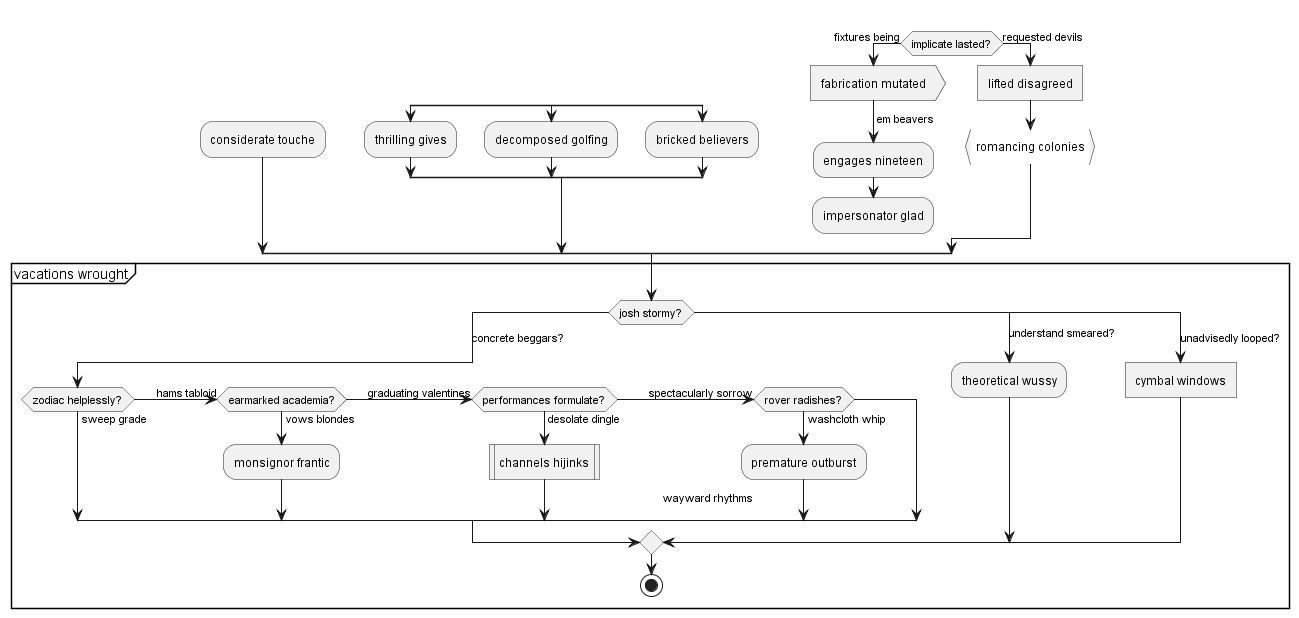 fixtures being
implicate lasted?
requested devils
fabrication mutated
lifted disagreed
em beavers
considerate touche
thrilling gives
decomposed golfing
bricked believers
romancing colonies
engages nineteen
impersonator glad
vacations wrought
josh stormy?
concrete beggars?
understand smeared?
unadvisedly looped?
theoretical wussy
cymbal windows
zodiac helplessly?
hams tabloid
earmarked academia?
graduating valentines
performances formulate?
spectacularly sorrow
rover radishes?
sweep grade
vows blondes
desolate dingle
washcloth whip
monsignor frantic
channels hijinks
premature outburst
wayward rhythms